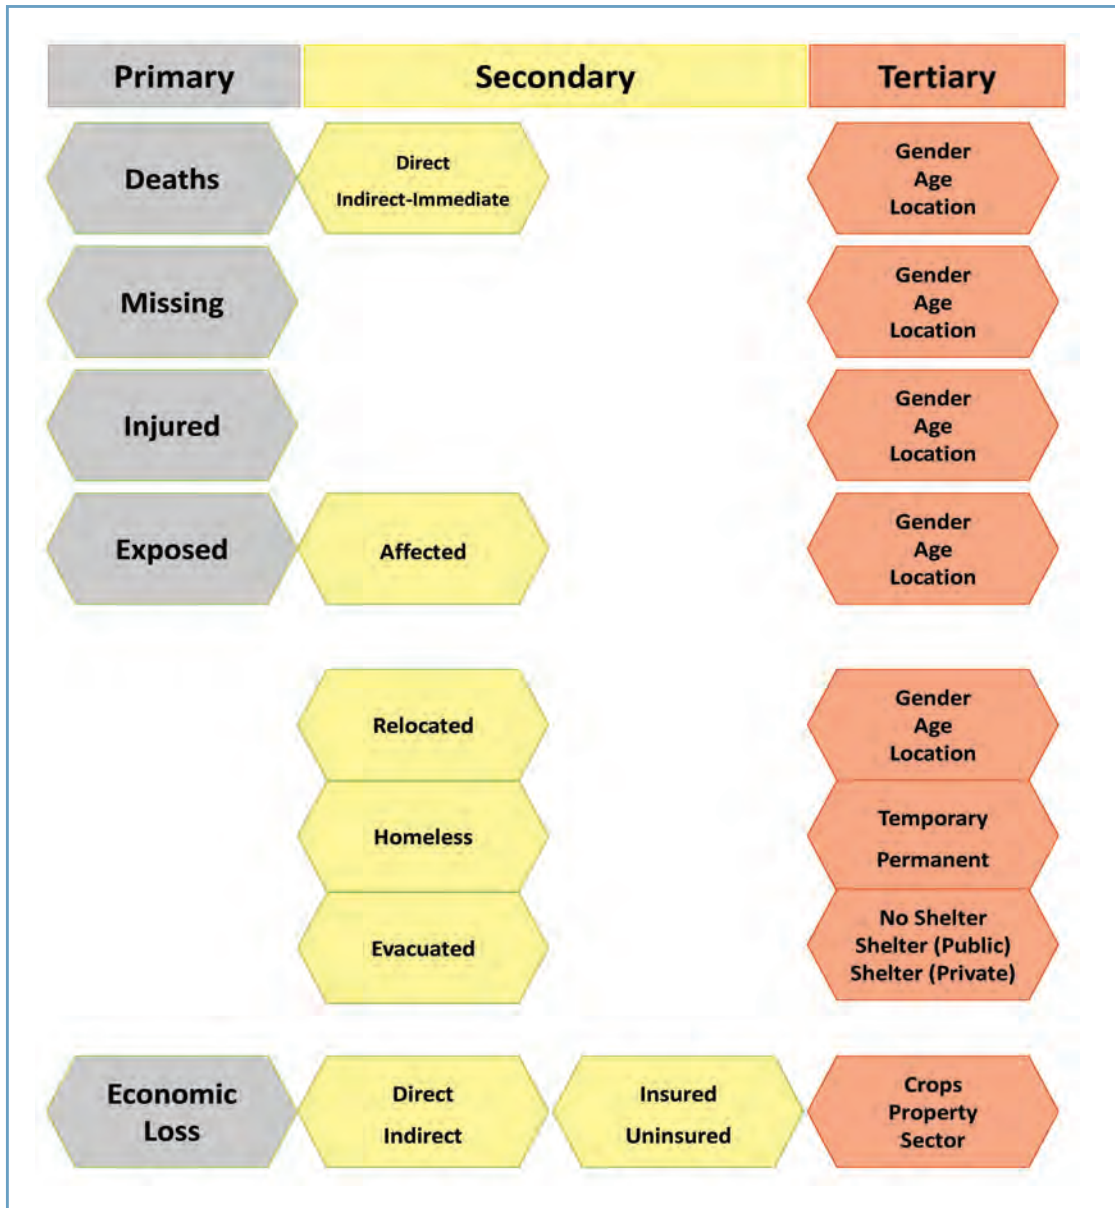 Primary
Secondary
Tertiary
Deaths
Direct
Indirect-Immediate
Gender
Age
Location
Missing
Gender
Age
Location
Injured
Gender
Age
Location
Exposed
Affected
Gender
Age
Location
Relocated
Gender
Age
Location
Homeless
Temporary
Permanent
Evacuated
No Shelter
Shelter (Public)
Shelter (Private)
Economic
Loss
Direct
Indirect
Insured
Uninsured
Crops
Property
Sector